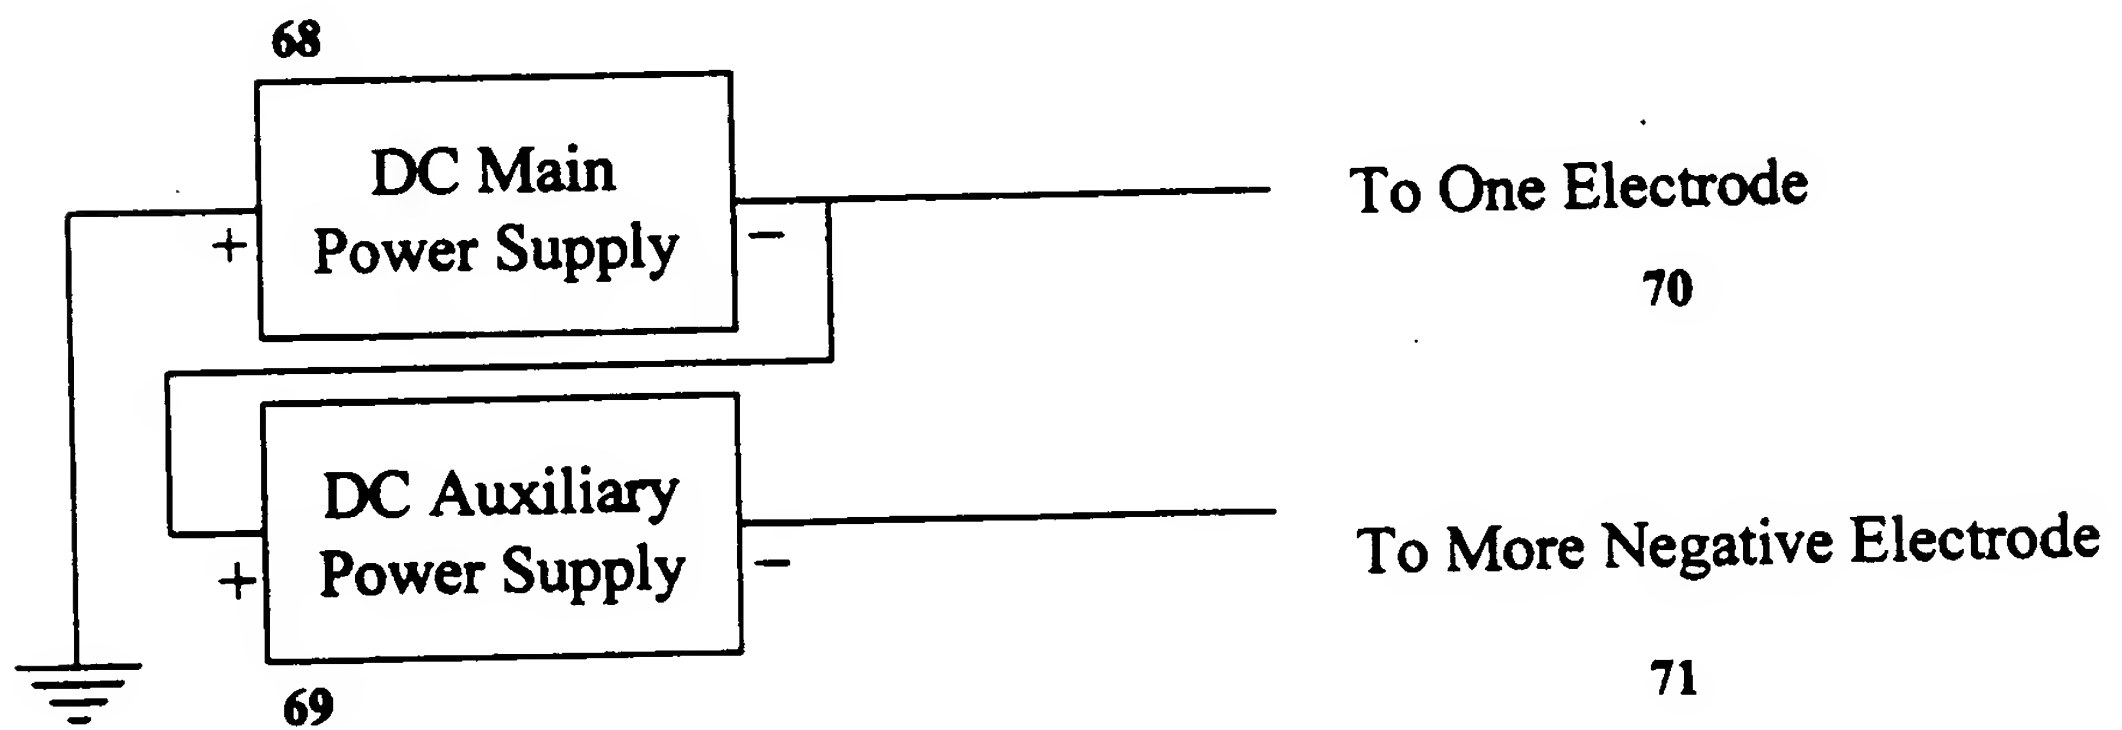 68
DC Main
Power Supply
+
−
To One Electrode
70
DC Auxiliary
Power Supply
+
−
To More Negative Electrode
71
69